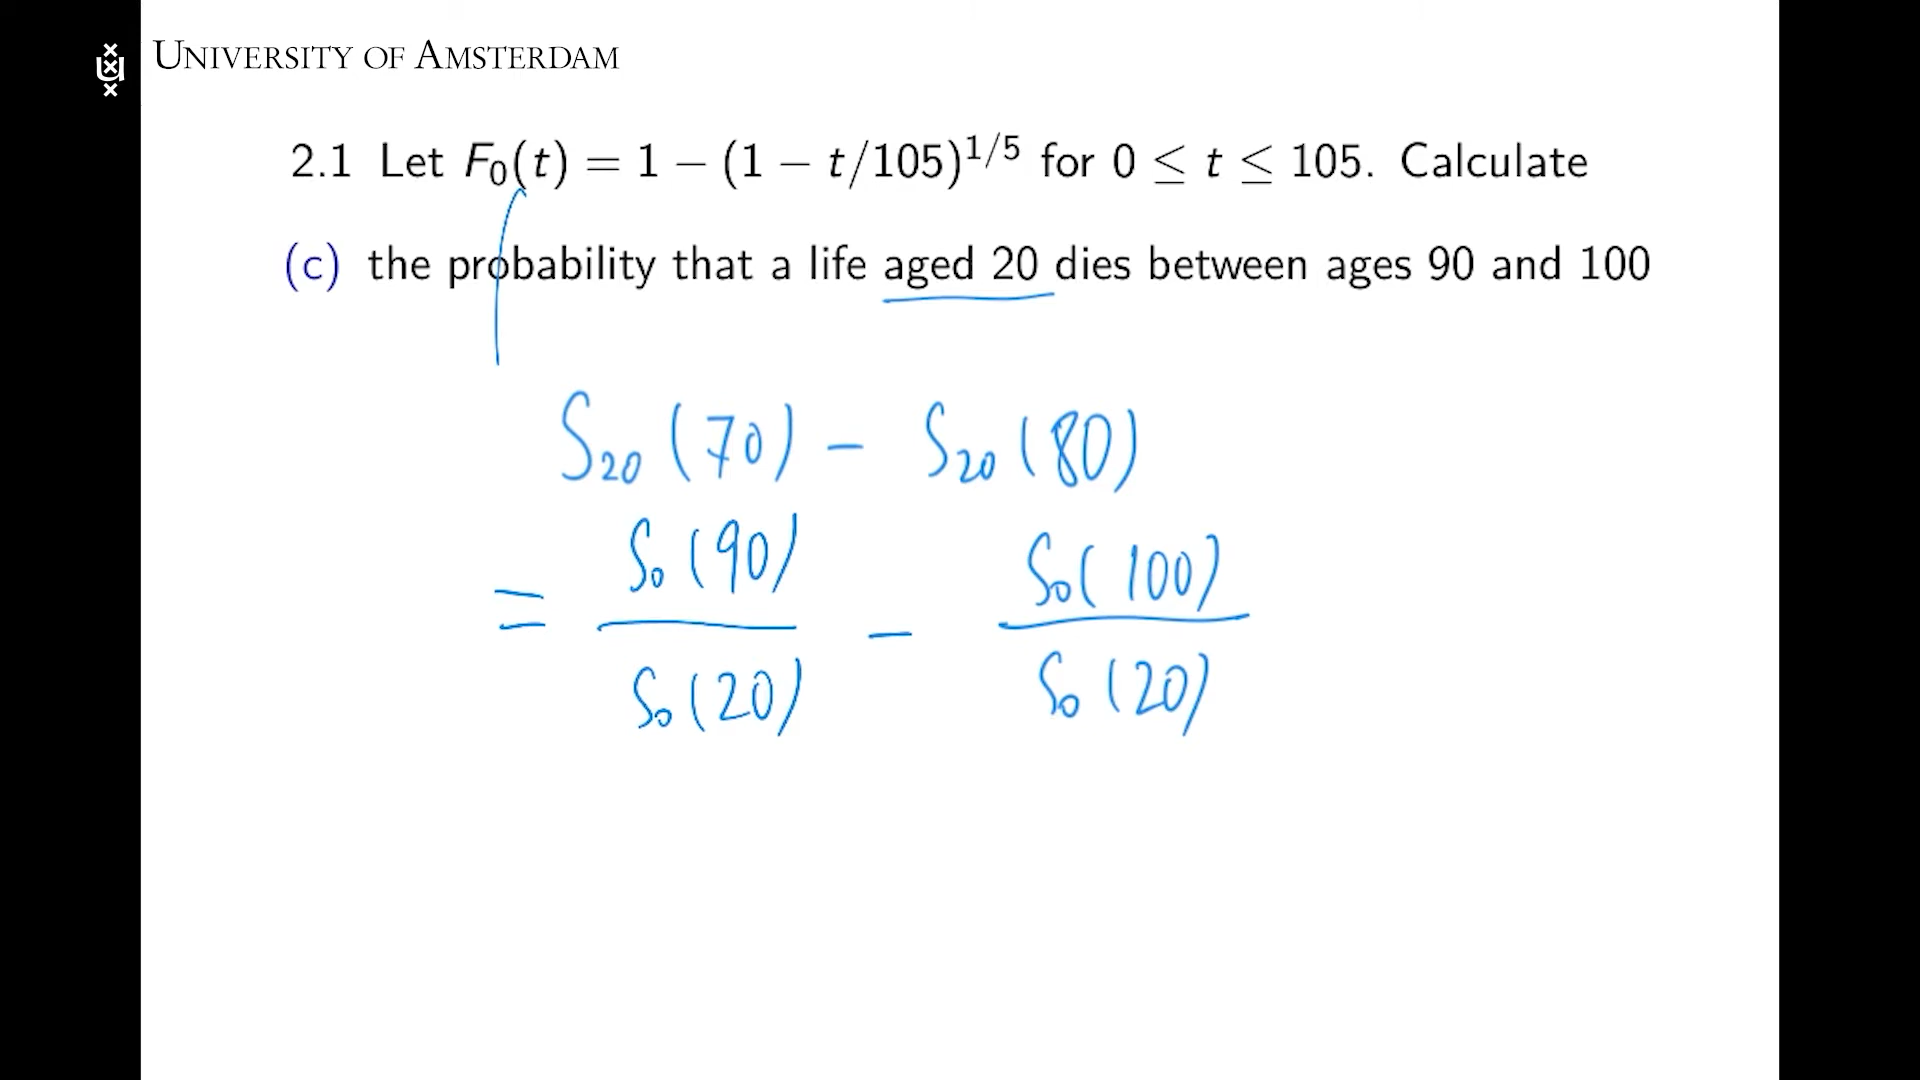 UNIVERSITY OF AMSTERDAM
2.1 Let F₀(t) = 1 − (1 − t/105)^{1/5} for 0 ≤ t ≤ 105. Calculate
(c) the probability that a life aged 20 dies between ages 90 and 100
S₂₀(70) − S₂₀(80)
= S₀(90)/S₀(20) − S₀(100)/S₀(20)